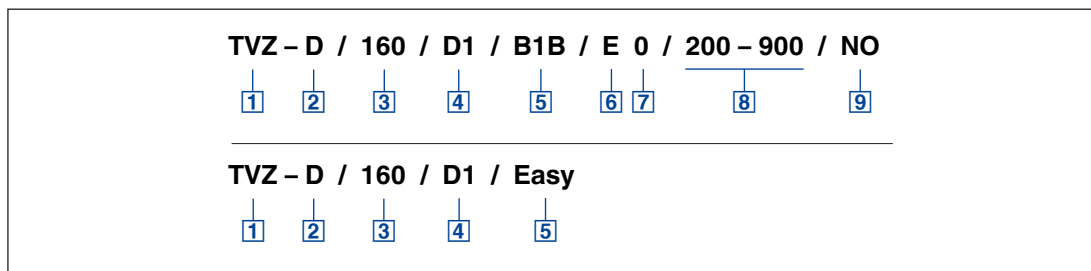 TVZ – D / 160 / D1 / B1B / E 0 / 200 – 900 / NO
1 2 3 4 5 6 7 8 9
TVZ – D / 160 / D1 / Easy
1 2 3 4 5